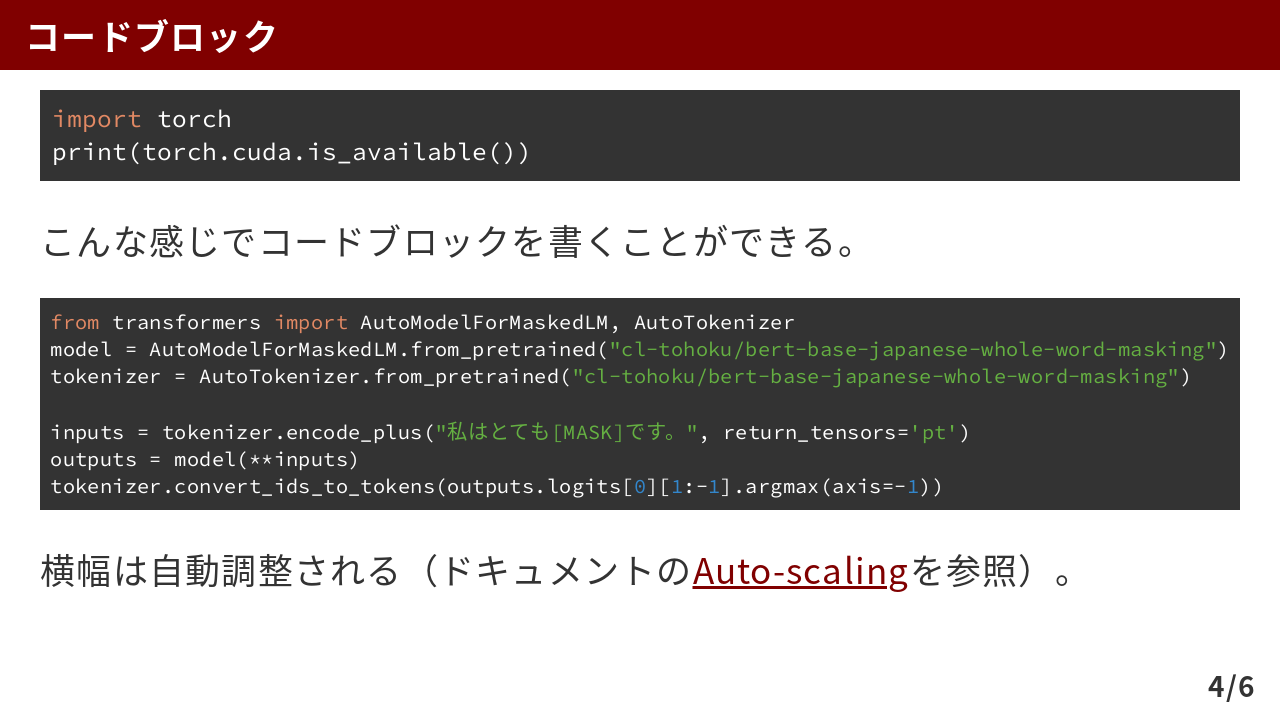 コードブロック
import torch
print(torch.cuda.is_available())
こんな感じでコードブロックを書くことができる。
from transformers import AutoModelForMaskedLM, AutoTokenizer
model = AutoModelForMaskedLM.from_pretrained("cl-tohoku/bert-base-japanese-whole-word-masking")
tokenizer = AutoTokenizer.from_pretrained("cl-tohoku/bert-base-japanese-whole-word-masking")
inputs = tokenizer.encode_plus("私はとても[MASK]です。", return_tensors='pt')
outputs = model(**inputs)
tokenizer.convert_ids_to_tokens(outputs.logits[0][1:-1].argmax(axis=-1))
横幅は自動調整される（ドキュメントのAuto-scalingを参照）。
4/6